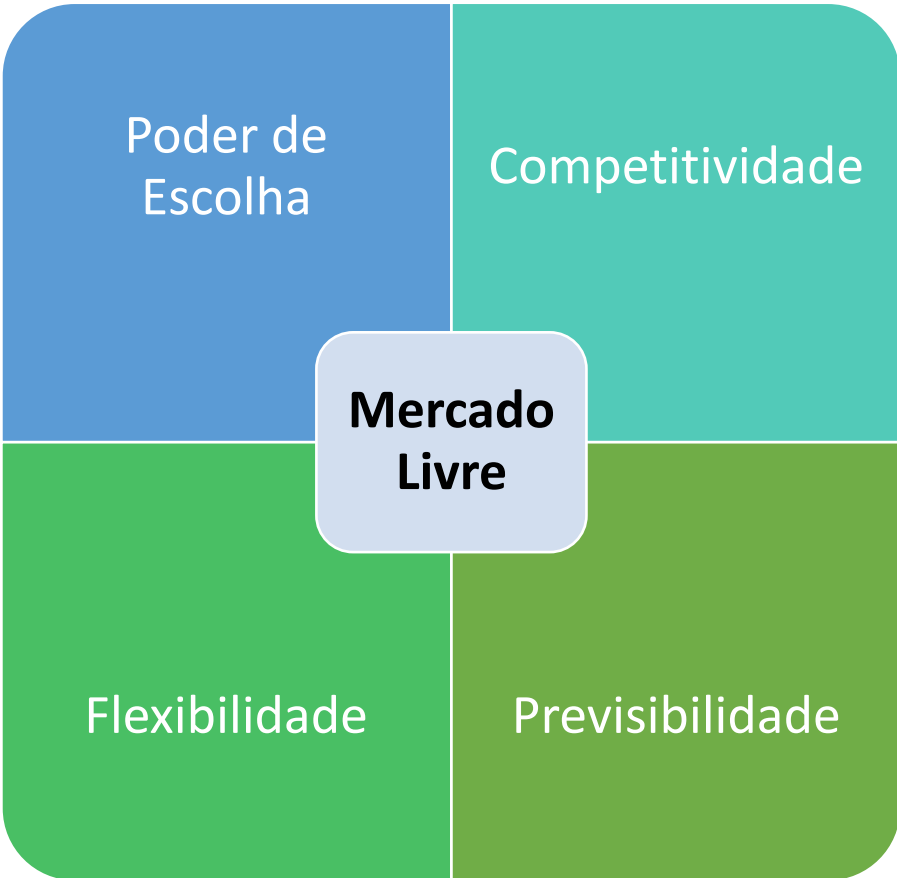 Poder de
Escolha
Competitividade
Mercado
Livre
Flexibilidade
Previsibilidade